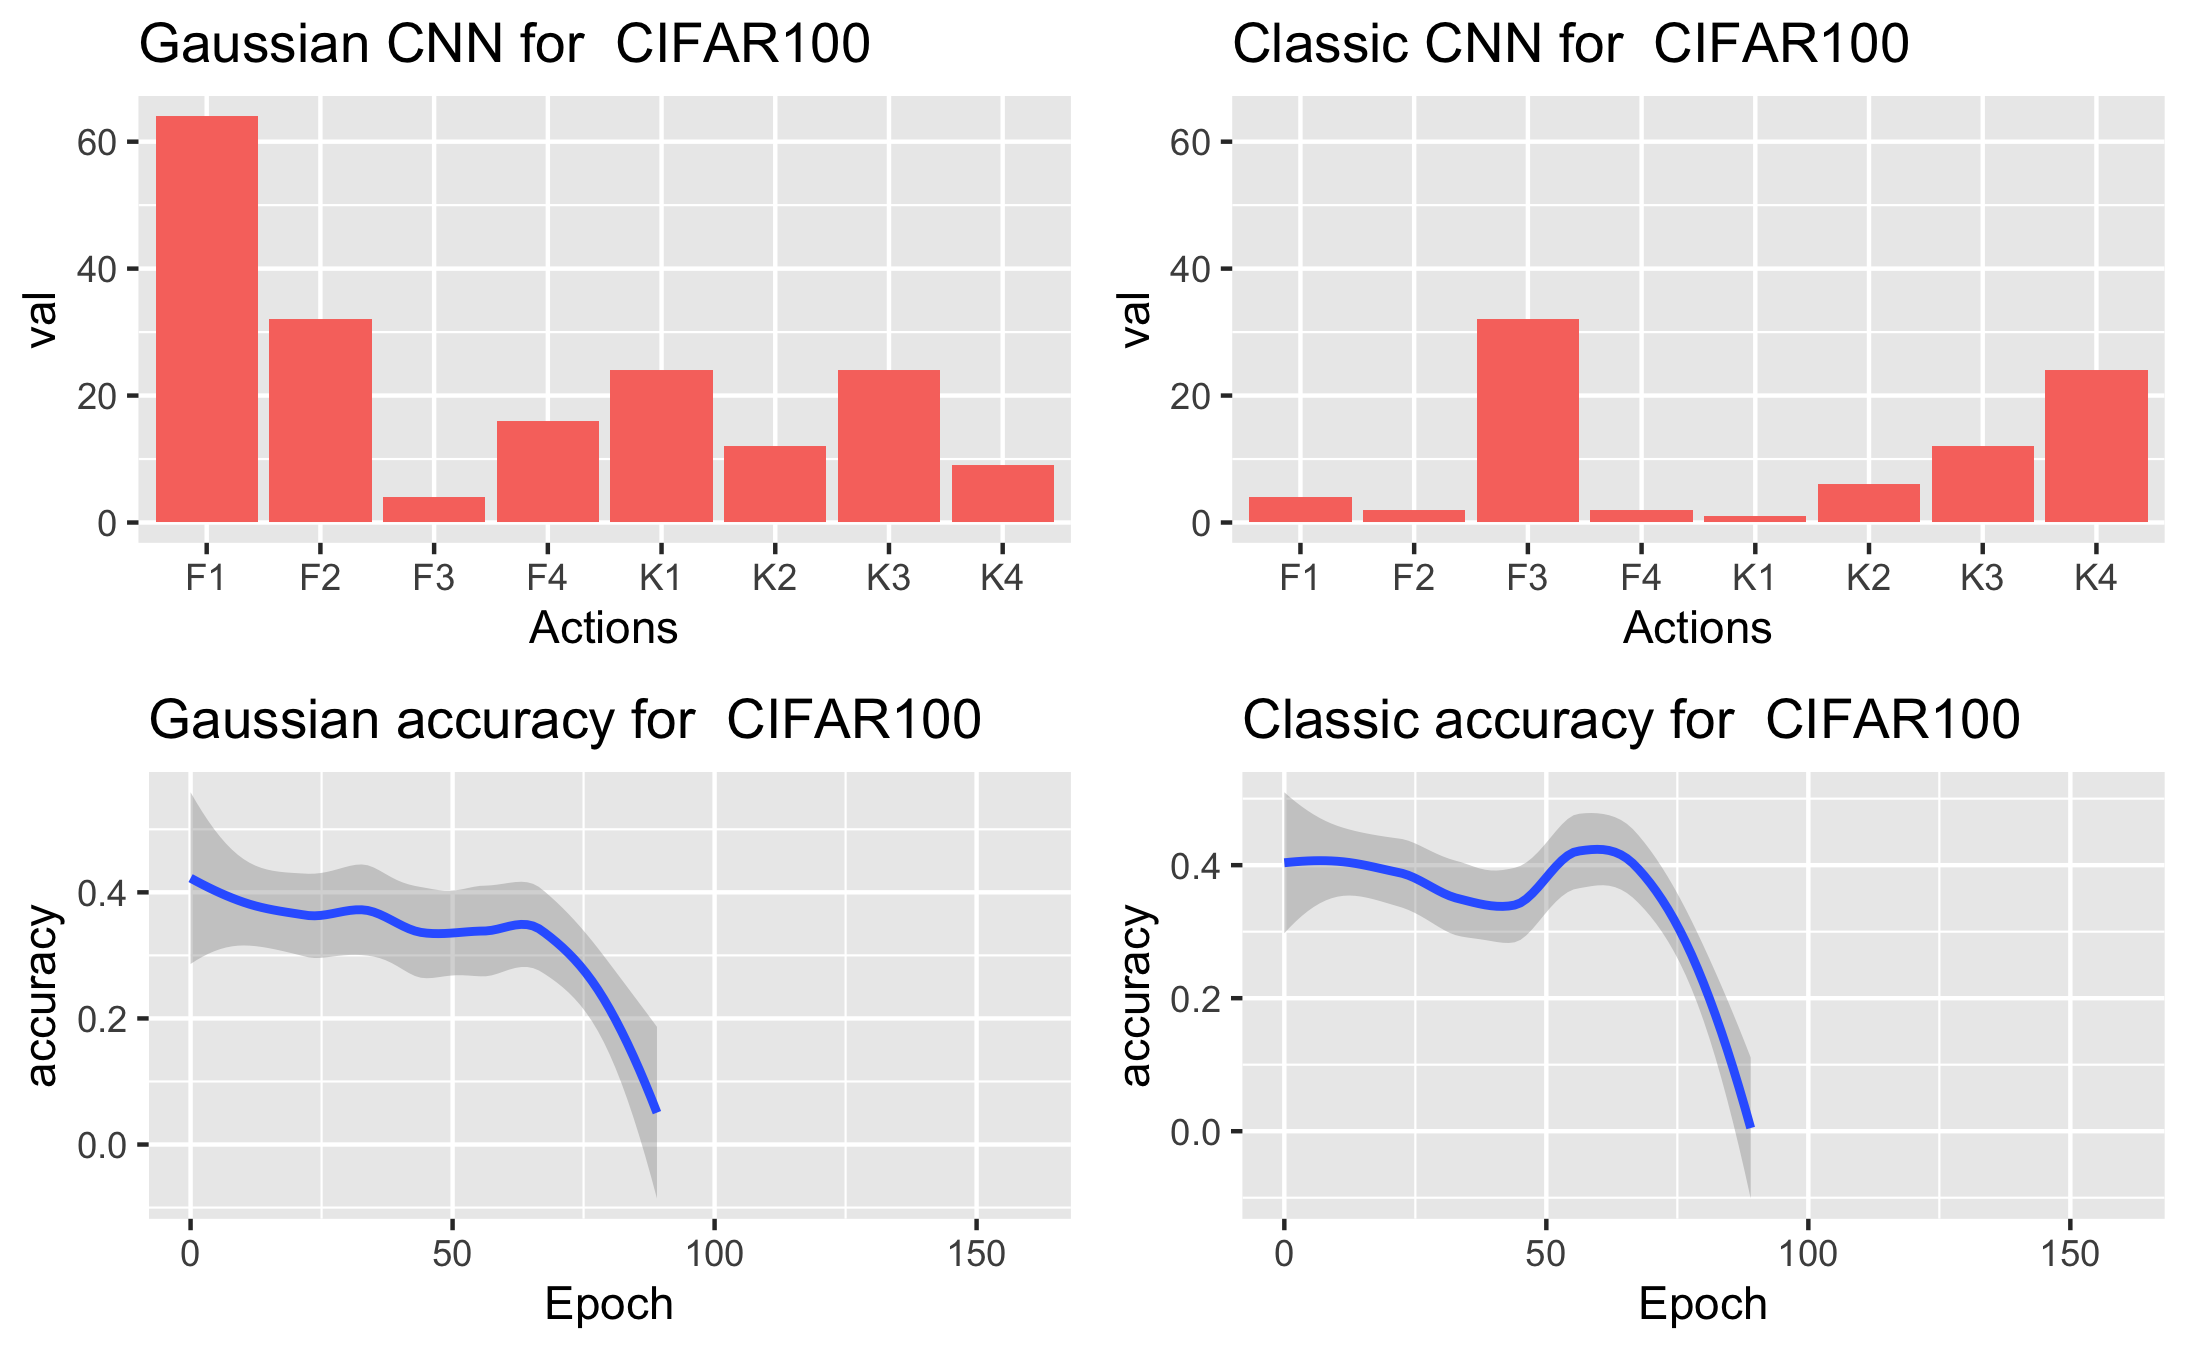 Gaussian CNN for  CIFAR100
val
60
40
20
0
F1 F2 F3 F4 K1 K2 K3 K4
Actions
Classic CNN for  CIFAR100
val
60
40
20
0
F1 F2 F3 F4 K1 K2 K3 K4
Actions
Gaussian accuracy for  CIFAR100
accuracy
0.4
0.2
0.0
0 50 100 150
Epoch
Classic accuracy for  CIFAR100
accuracy
0.4
0.2
0.0
0 50 100 150
Epoch